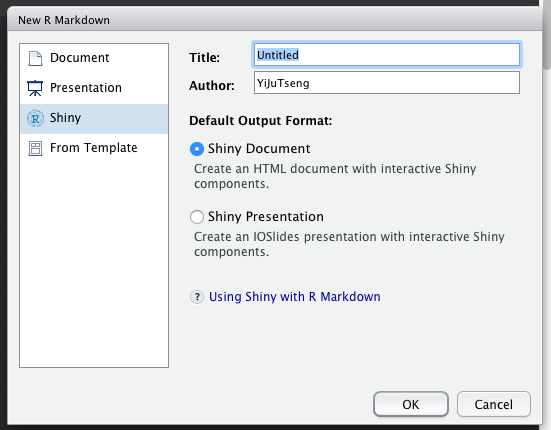 New R Markdown
Document
Presentation
Shiny
From Template
Title:
Untitled
Author:
YiJuTseng
Default Output Format:
Shiny Document
Create an HTML document with interactive Shiny
components.
Shiny Presentation
Create an IOSlides presentation with interactive Shiny
components.
? Using Shiny with R Markdown
OK
Cancel